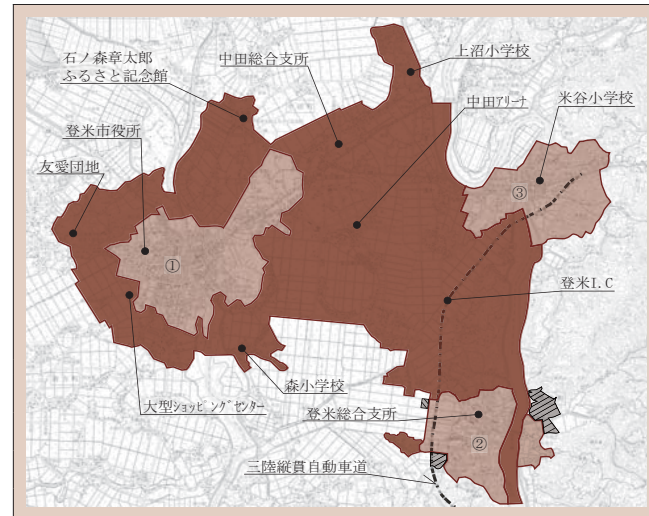 上沼小学校
石ノ森章太郎
ふるさと記念館
中田総合支所
米谷小学校
中田アリーナ
登米市役所
友愛団地
③
①
登米I.C
森小学校
大型ショッピングセンター
登米総合支所
②
三陸縦貫自動車道